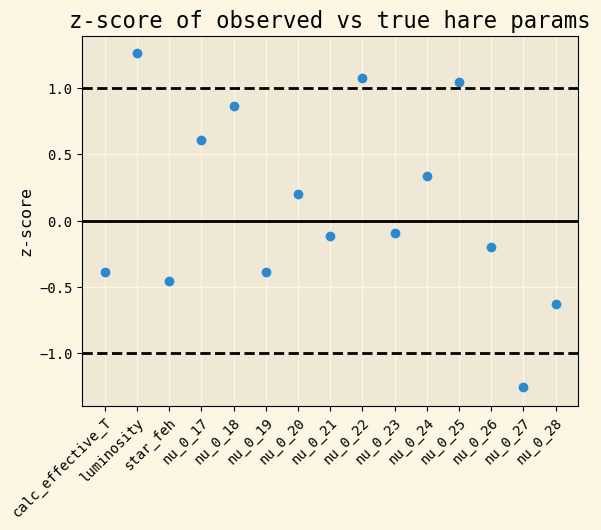 z-score of observed vs true hare params
z-score
1.0
0.5
0.0
−0.5
−1.0
calc_effective_T
luminosity
star_feh
nu_0_17
nu_0_18
nu_0_19
nu_0_20
nu_0_21
nu_0_22
nu_0_23
nu_0_24
nu_0_25
nu_0_26
nu_0_27
nu_0_28